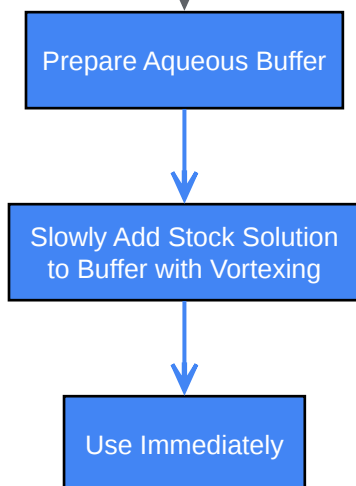 Prepare Aqueous Buffer
Slowly Add Stock Solution
to Buffer with Vortexing
Use Immediately